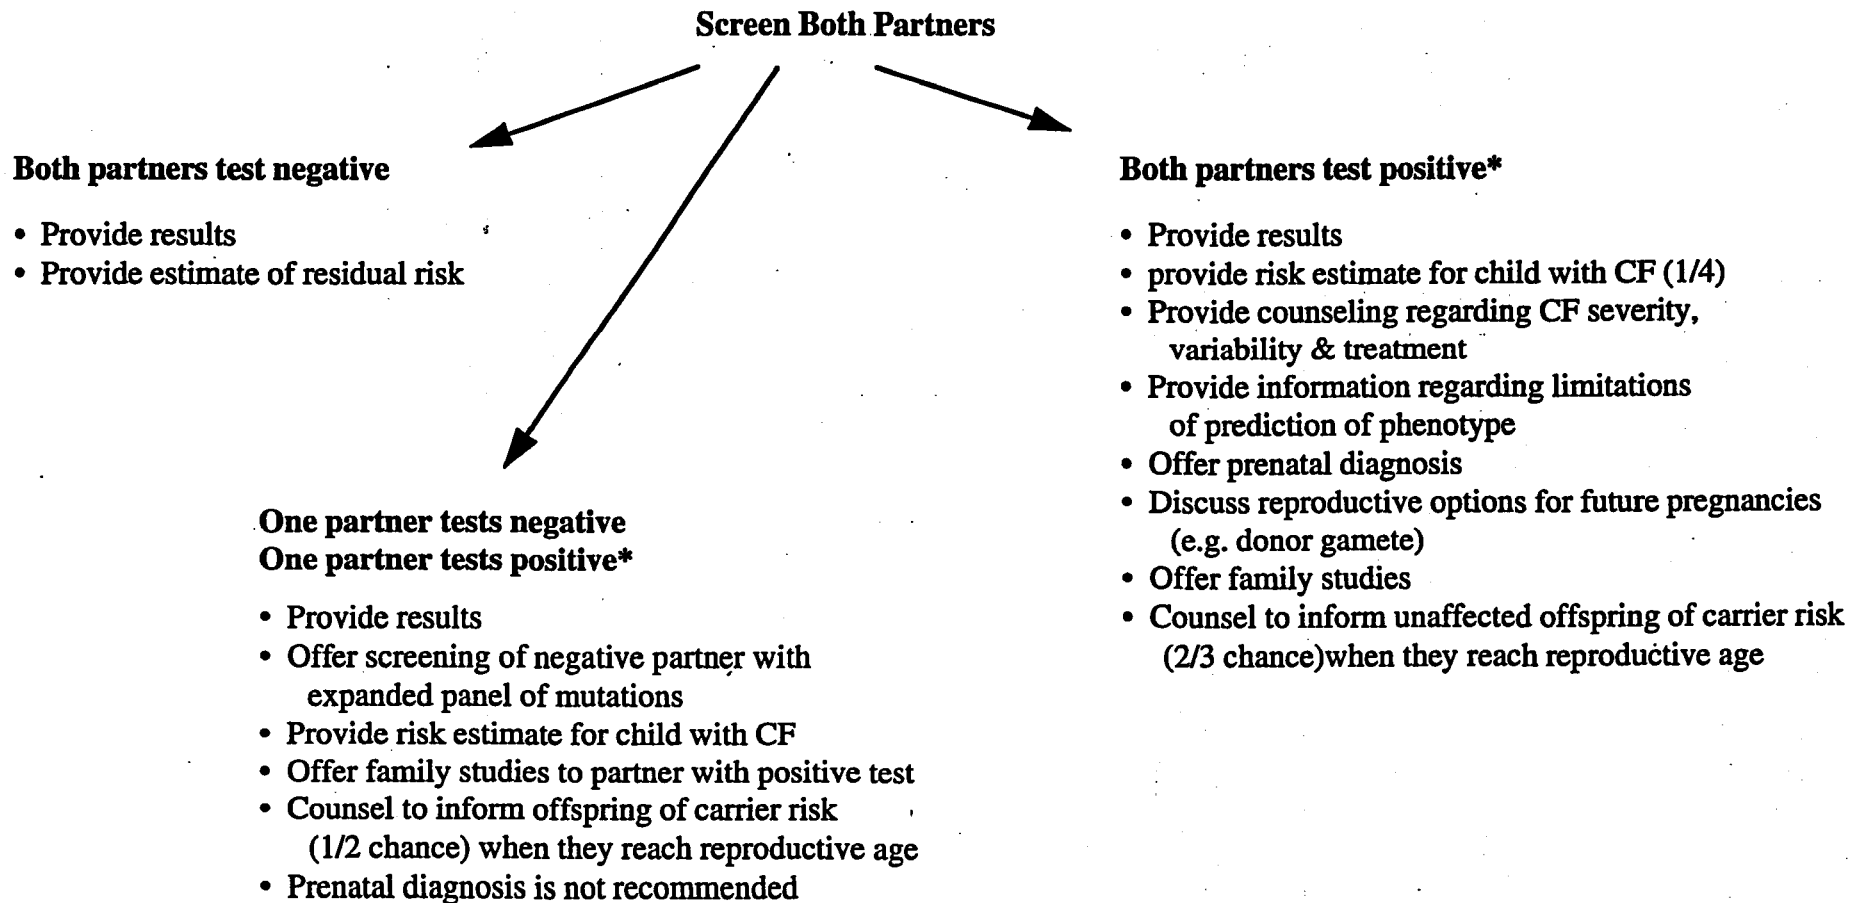 Screen Both Partners
Both partners test negative
• Provide results
• Provide estimate of residual risk
One partner tests negative
One partner tests positive*
• Provide results
• Offer screening of negative partner with
expanded panel of mutations
• Provide risk estimate for child with CF
• Offer family studies to partner with positive test
• Counsel to inform offspring of carrier risk
(1/2 chance) when they reach reproductive age
• Prenatal diagnosis is not recommended
Both partners test positive*
• Provide results
• provide risk estimate for child with CF (1/4)
• Provide counseling regarding CF severity,
variability & treatment
• Provide information regarding limitations
of prediction of phenotype
• Offer prenatal diagnosis
• Discuss reproductive options for future pregnancies
(e.g. donor gamete)
• Offer family studies
• Counsel to inform unaffected offspring of carrier risk
(2/3 chance)when they reach reproductive age